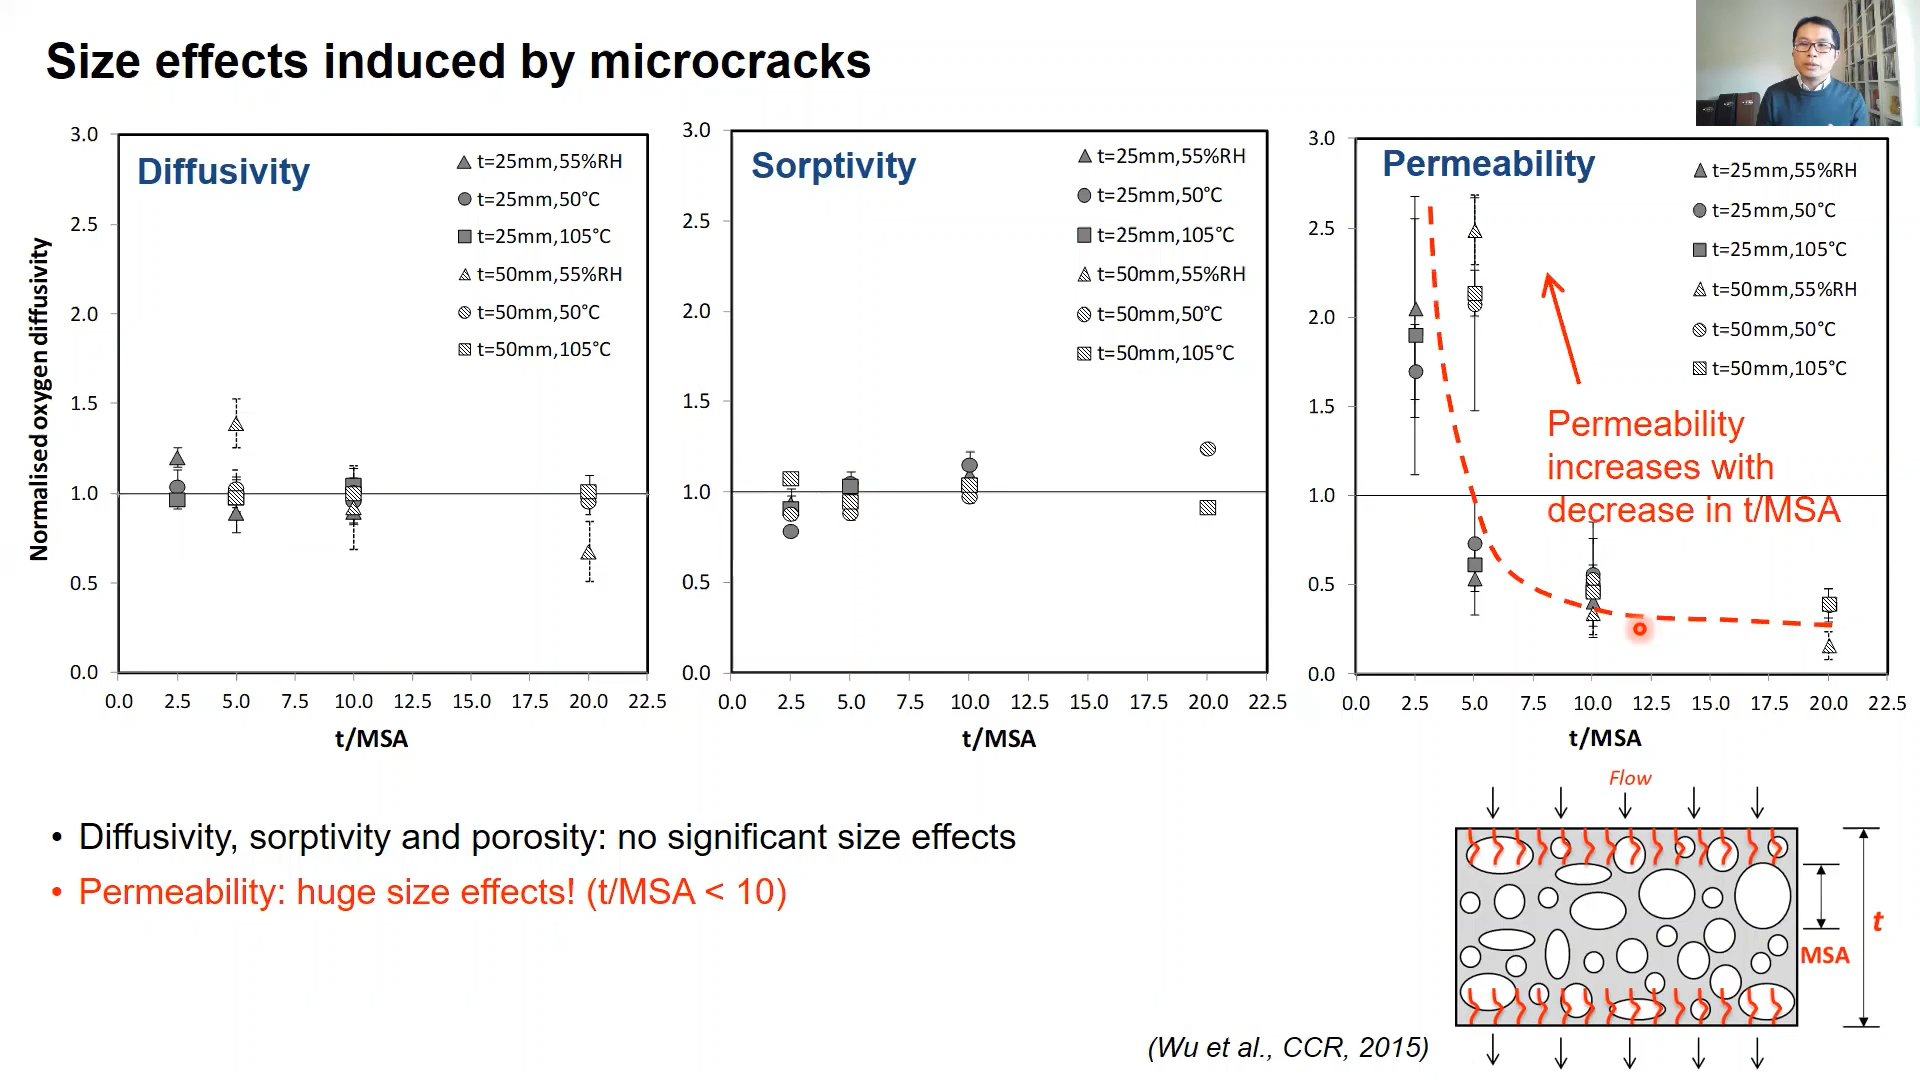 Size effects induced by microcracks
Normalised oxygen diffusivity
3.0
2.5
2.0
1.5
1.0
0.5
0.0
Diffusivity
t=25mm,55%RH
t=25mm,50°C
t=25mm,105°C
t=50mm,55%RH
t=50mm,50°C
t=50mm,105°C
0.0 2.5 5.0 7.5 10.0 12.5 15.0 17.5 20.0 22.5
t/MSA
3.0
2.5
2.0
1.5
1.0
0.5
0.0
Sorptivity
t=25mm,55%RH
t=25mm,50°C
t=25mm,105°C
t=50mm,55%RH
t=50mm,50°C
t=50mm,105°C
0.0 2.5 5.0 7.5 10.0 12.5 15.0 17.5 20.0 22.5
t/MSA
3.0
2.5
2.0
1.5
1.0
0.5
0.0
Permeability
t=25mm,55%RH
t=25mm,50°C
t=25mm,105°C
t=50mm,55%RH
t=50mm,50°C
t=50mm,105°C
Permeability
increases with
decrease in t/MSA
0.0 2.5 5.0 7.5 10.0 12.5 15.0 17.5 20.0 22.5
t/MSA
• Diffusivity, sorptivity and porosity: no significant size effects
• Permeability: huge size effects! (t/MSA < 10)
Flow
t
MSA
(Wu et al., CCR, 2015)